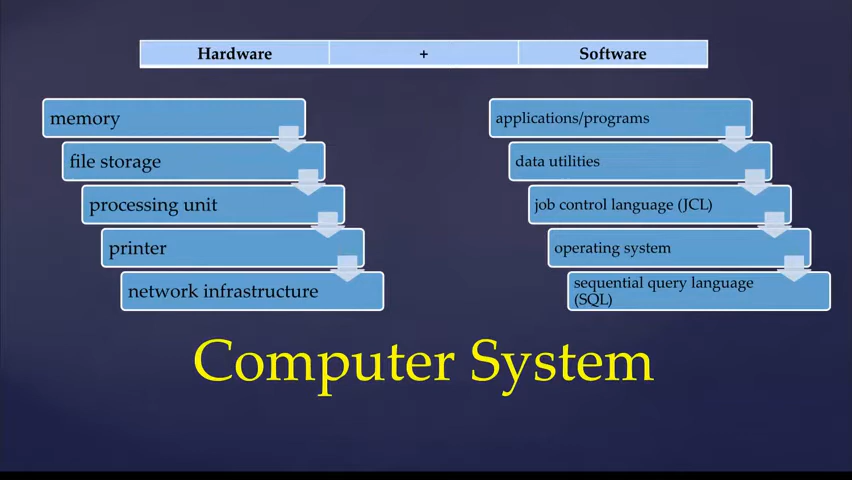 Hardware + Software
memory
file storage
processing unit
printer
network infrastructure
applications/programs
data utilities
job control language (JCL)
operating system
sequential query language
(SQL)
Computer System